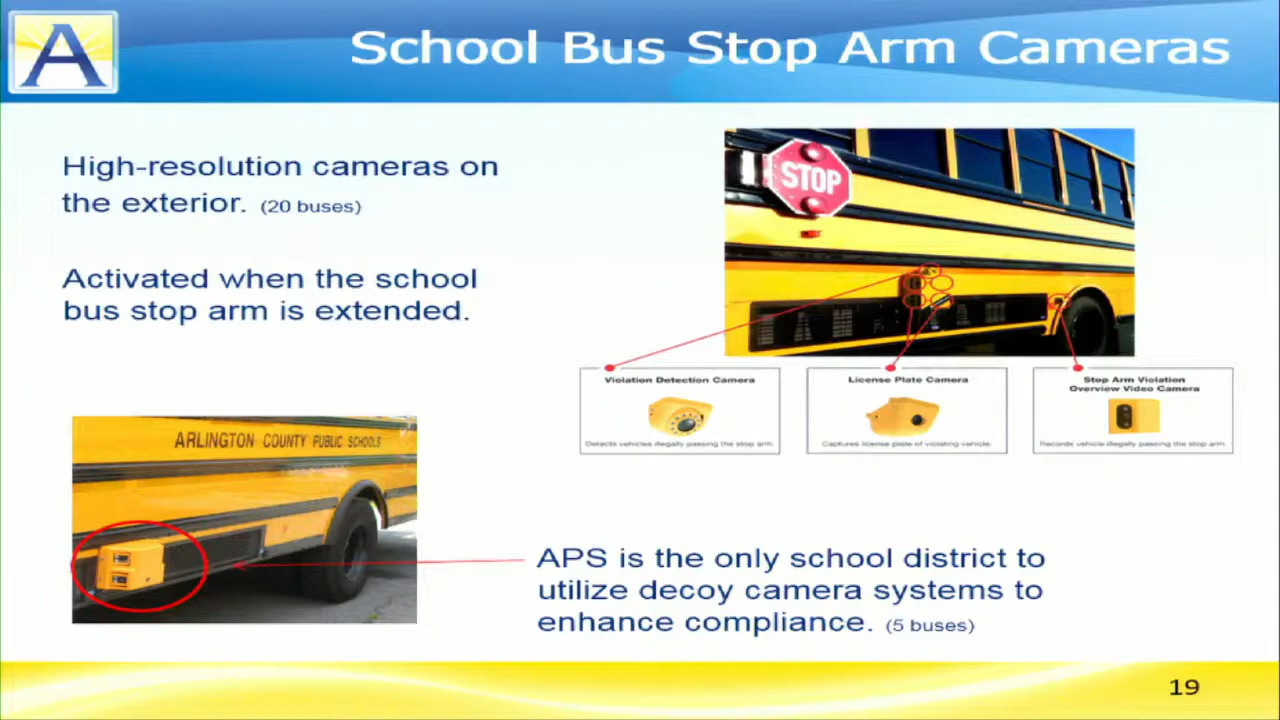 A
School Bus Stop Arm Cameras
High-resolution cameras on
the exterior. (20 buses)
Activated when the school
bus stop arm is extended.
STOP
Violation Detection Camera
Detects vehicles illegally passing the stop arm.
License Plate Camera
Captures license plate of violating vehicle.
Stop Arm Violation
Overview Video Camera
Records vehicle illegally passing the stop arm.
ARLINGTON COUNTY PUBLIC SCHOOLS
APS is the only school district to
utilize decoy camera systems to
enhance compliance. (5 buses)
19